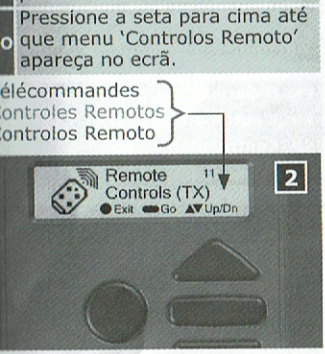 Pressione a seta para cima até
o que menu ‘Controlos Remoto’
apareça no ecrã.
élécommandes
Controles Remotos
Controlos Remoto
Remote 11
Controls (TX)
Exit Go Up/Dn
2